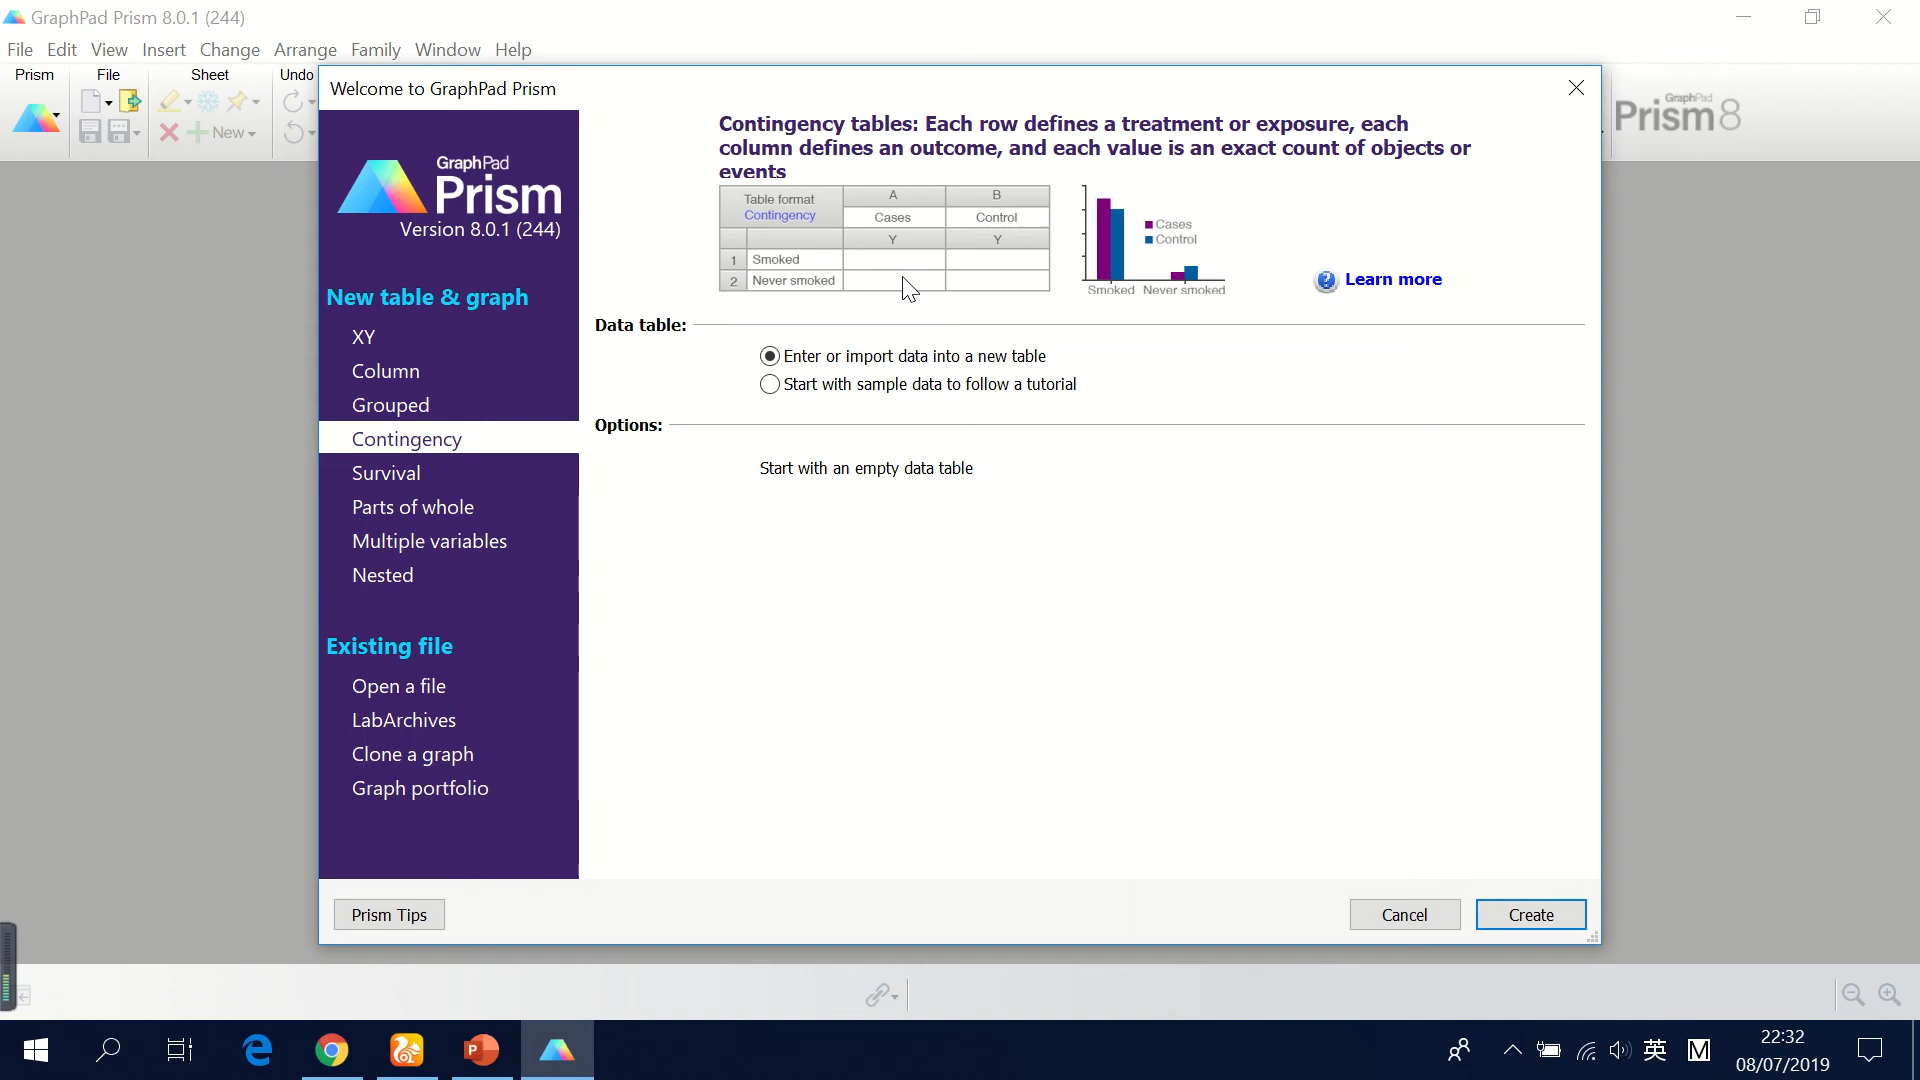 GraphPad Prism 8.0.1 (244)
File Edit View Insert Change Arrange Family Window Help
Prism File Sheet Undo
New
GraphPad
Prism 8
Welcome to GraphPad Prism
GraphPad
Prism
Version 8.0.1 (244)
New table & graph
XY
Column
Grouped
Contingency
Survival
Parts of whole
Multiple variables
Nested
Existing file
Open a file
LabArchives
Clone a graph
Graph portfolio
Contingency tables: Each row defines a treatment or exposure, each
column defines an outcome, and each value is an exact count of objects or
events
Table format A B
Contingency Cases Control
Y Y
1 Smoked
2 Never smoked
Cases
Control
Smoked Never smoked
Learn more
Data table:
Enter or import data into a new table
Start with sample data to follow a tutorial
Options:
Start with an empty data table
Prism Tips Cancel Create
英
M
22:32
08/07/2019